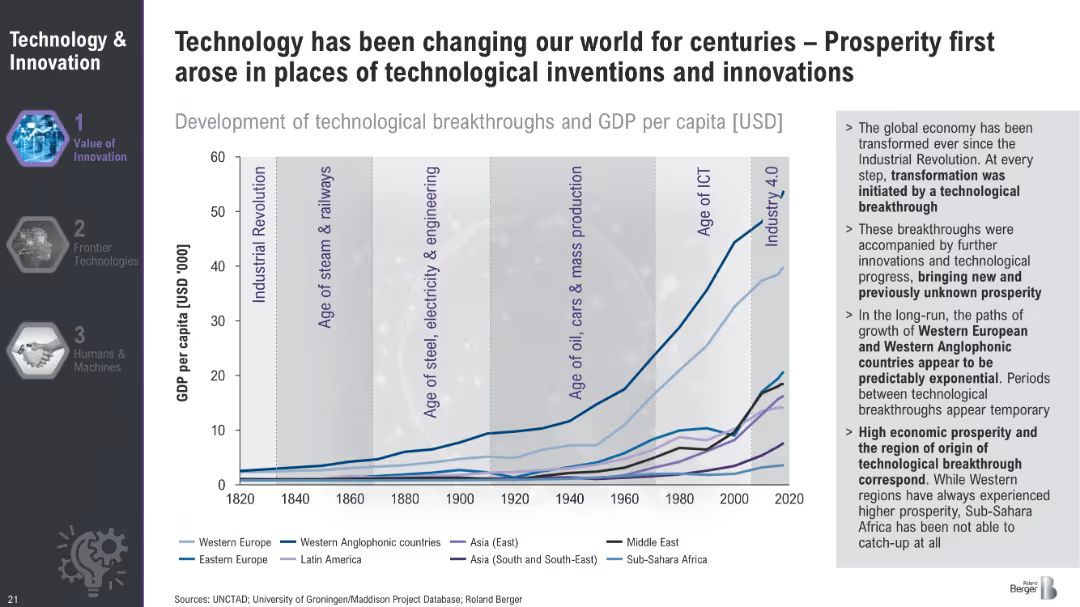 Technology &
Innovation
1
Value of
Innovation
2
Frontier
Technologies
3
Humans &
Machines
21
Technology has been changing our world for centuries – Prosperity first
arose in places of technological inventions and innovations
Development of technological breakthroughs and GDP per capita [USD]
GDP per capita [USD '000]
60
50
40
30
20
10
0
Industrial Revolution
Age of steam & railways
Age of steel, electricity & engineering
Age of oil, cars & mass production
Age of ICT
Industry 4.0
1820 1840 1860 1880 1900 1920 1940 1960 1980 2000 2020
Western Europe Western Anglophonic countries Asia (East) Middle East
Eastern Europe Latin America Asia (South and South-East) Sub-Sahara Africa
> The global economy has been
transformed ever since the
Industrial Revolution. At every
step, transformation was
initiated by a technological
breakthrough
> These breakthroughs were
accompanied by further
innovations and technological
progress, bringing new and
previously unknown prosperity
> In the long-run, the paths of
growth of Western European
and Western Anglophonic
countries appear to be
predictably exponential. Periods
between technological
breakthroughs appear temporary
> High economic prosperity and
the region of origin of
technological breakthrough
correspond. While Western
regions have always experienced
higher prosperity, Sub-Sahara
Africa has been not able to
catch-up at all
Sources: UNCTAD; University of Groningen/Maddison Project Database; Roland Berger
Roland
Berger
B